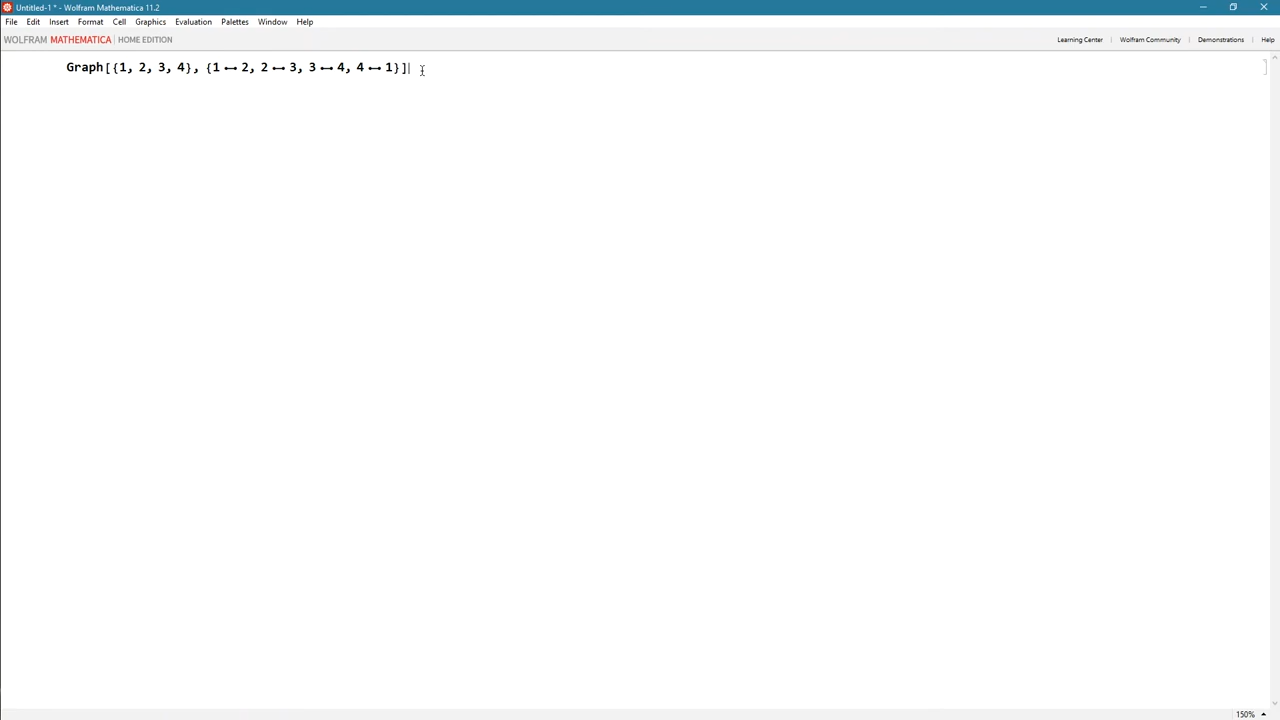 Untitled-1 * - Wolfram Mathematica 11.2
File Edit Insert Format Cell Graphics Evaluation Palettes Window Help
WOLFRAM MATHEMATICA | HOME EDITION Learning Center | Wolfram Community | Demonstrations | Help
Graph[{1, 2, 3, 4}, {1 ⟷ 2, 2 ⟷ 3, 3 ⟷ 4, 4 ⟷ 1}]
150%